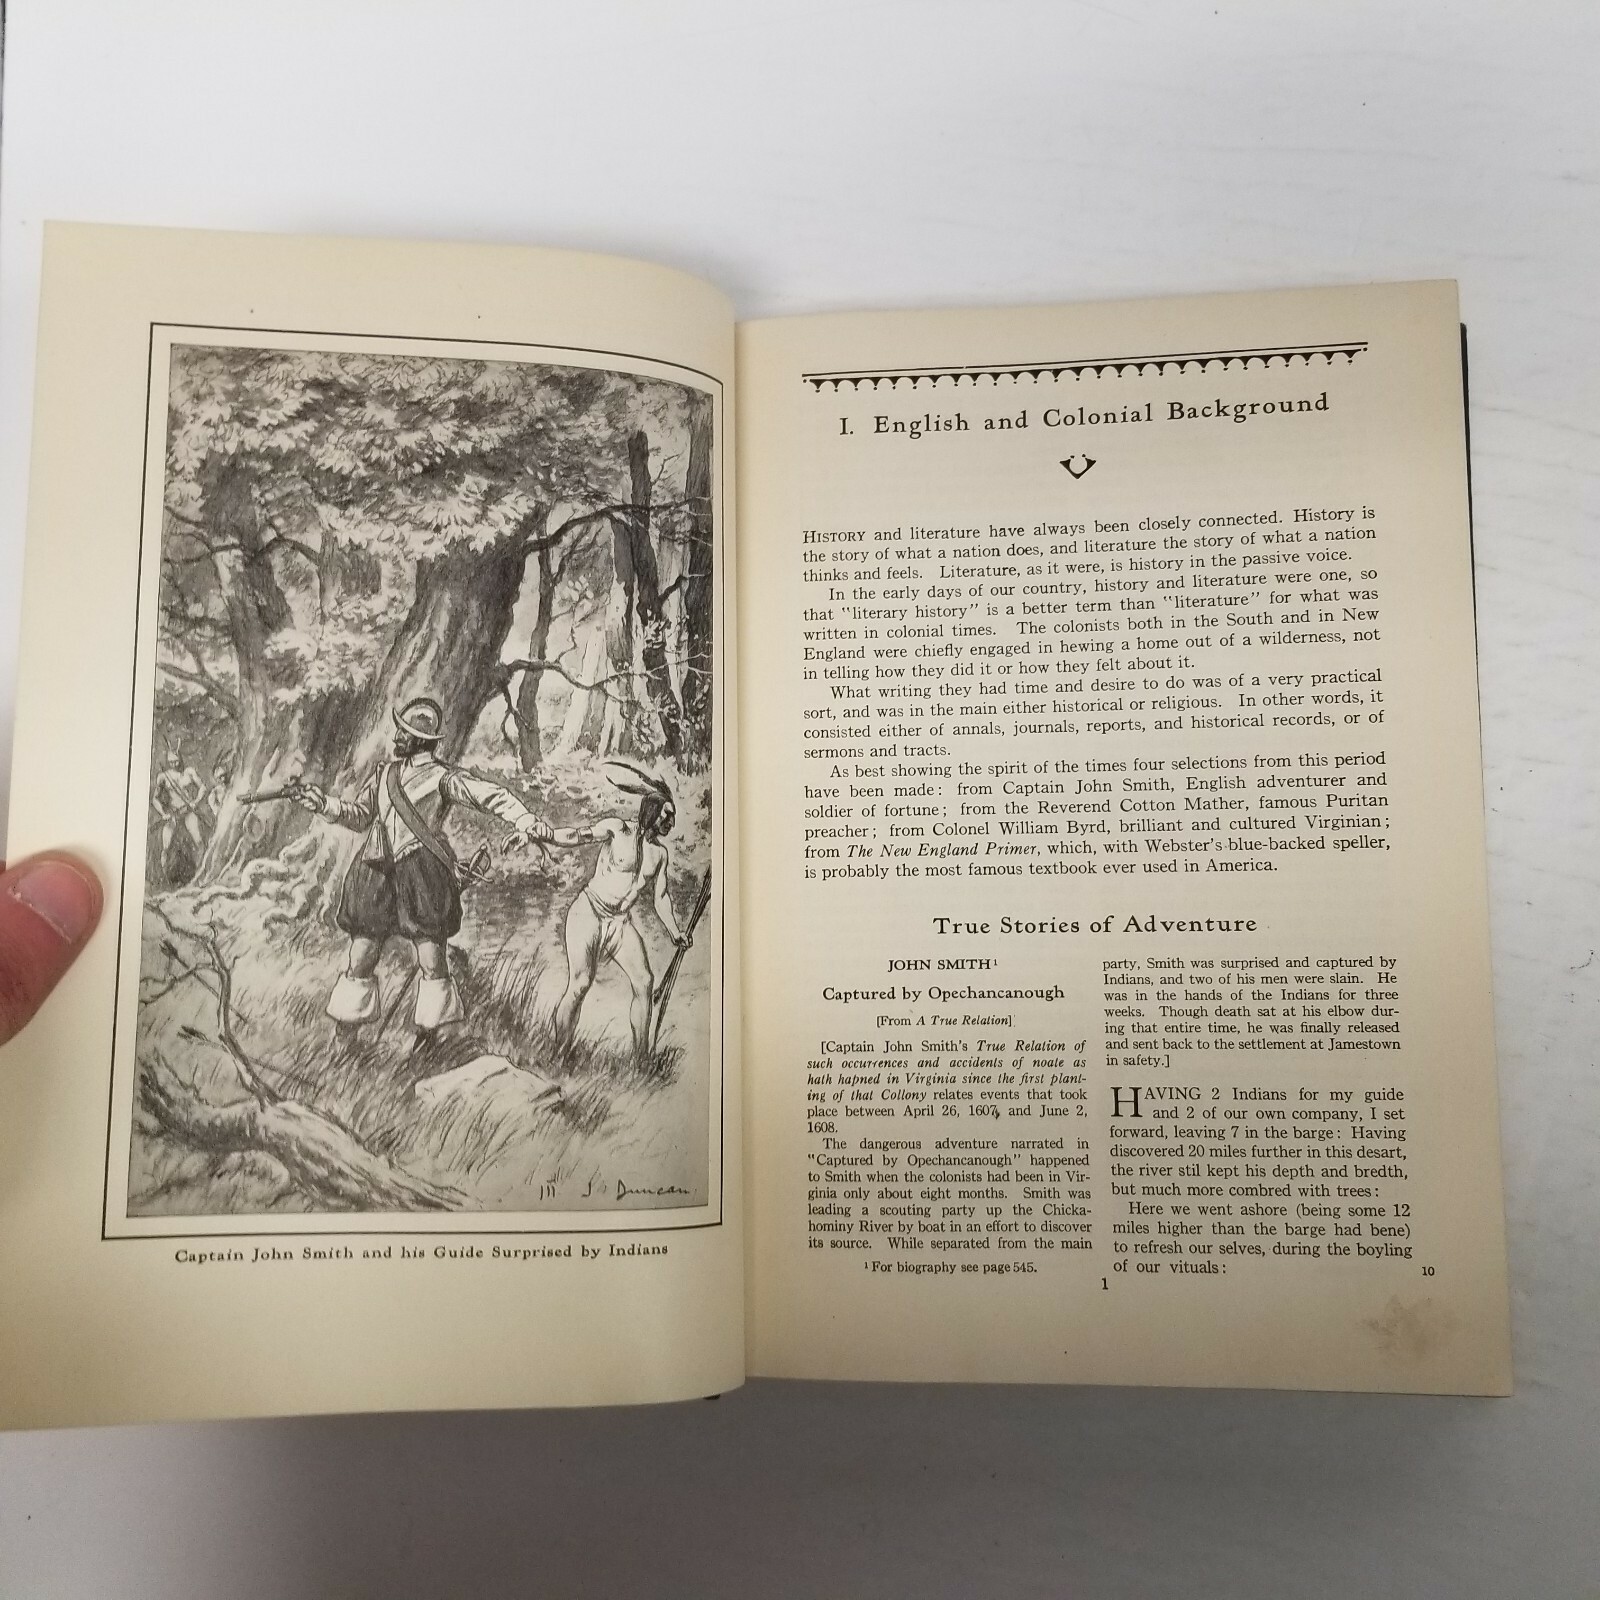 M J Duncan
Captain John Smith and his Guide Surprised by Indians
I. English and Colonial Background
HISTORY and literature have always been closely connected. History is
the story of what a nation does, and literature the story of what a nation
thinks and feels. Literature, as it were, is history in the passive voice.
In the early days of our country, history and literature were one, so
that "literary history" is a better term than "literature" for what was
written in colonial times. The colonists both in the South and in New
England were chiefly engaged in hewing a home out of a wilderness, not
in telling how they did it or how they felt about it.
What writing they had time and desire to do was of a very practical
sort, and was in the main either historical or religious. In other words, it
consisted either of annals, journals, reports, and historical records, or of
sermons and tracts.
As best showing the spirit of the times four selections from this period
have been made: from Captain John Smith, English adventurer and
soldier of fortune; from the Reverend Cotton Mather, famous Puritan
preacher; from Colonel William Byrd, brilliant and cultured Virginian;
from The New England Primer, which, with Webster's blue-backed speller,
is probably the most famous textbook ever used in America.
True Stories of Adventure
JOHN SMITH¹
Captured by Opechancanough
[From A True Relation]
[Captain John Smith's True Relation of
such occurrences and accidents of noate as
hath hapned in Virginia since the first plant-
ing of that Collony relates events that took
place between April 26, 1607, and June 2,
1608.
The dangerous adventure narrated in
"Captured by Opechancanough" happened
to Smith when the colonists had been in Vir-
ginia only about eight months. Smith was
leading a scouting party up the Chicka-
hominy River by boat in an effort to discover
its source. While separated from the main
¹ For biography see page 545.
party, Smith was surprised and captured by
Indians, and two of his men were slain. He
was in the hands of the Indians for three
weeks. Though death sat at his elbow dur-
ing that entire time, he was finally released
and sent back to the settlement at Jamestown
in safety.]
HAVING 2 Indians for my guide
and 2 of our own company, I set
forward, leaving 7 in the barge: Having
discovered 20 miles further in this desart,
the river stil kept his depth and bredth,
but much more combred with trees:
Here we went ashore (being some 12
miles higher than the barge had bene)
to refresh our selves, during the boyling
of our vituals:
10
1